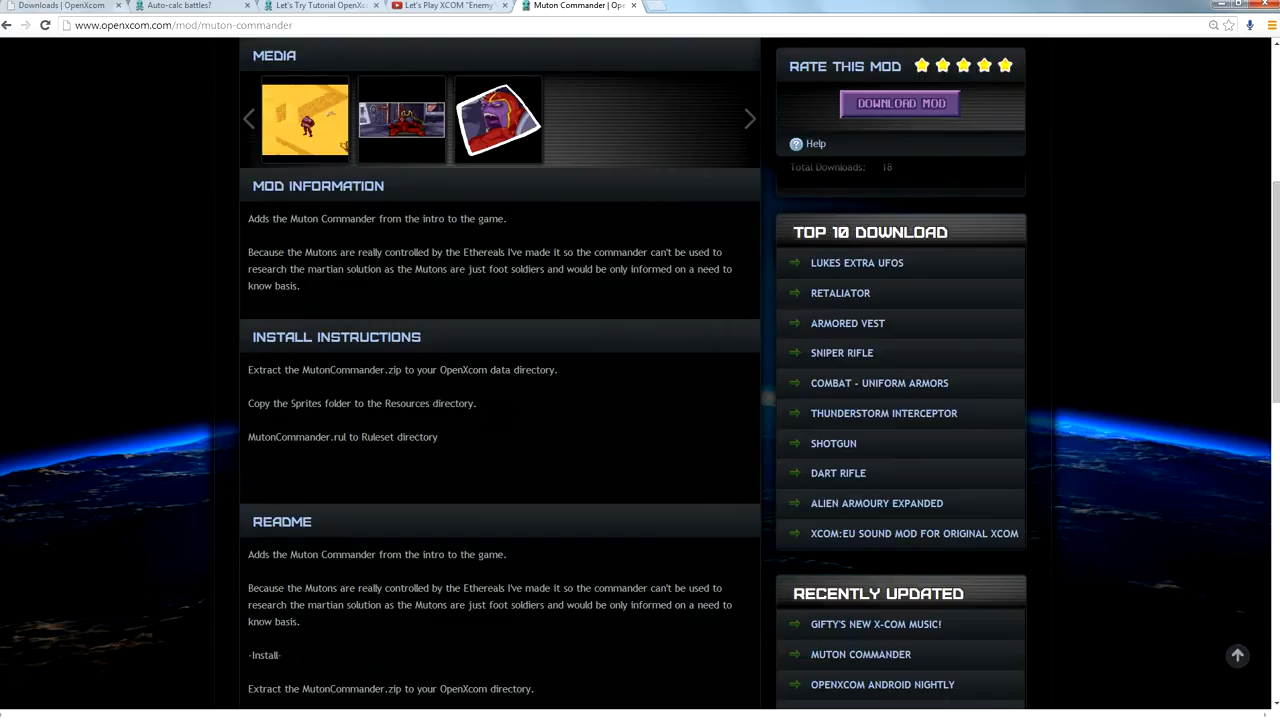 Downloads | OpenXcom
Auto-calc battles?
Let's Try Tutorial OpenXc
Let's Play XCOM "Enemy
Muton Commander | Open
www.openxcom.com/mod/muton-commander
MEDIA
MOD INFORMATION
Adds the Muton Commander from the intro to the game.
Because the Mutons are really controlled by the Ethereals I've made it so the commander can't be used to
research the martian solution as the Mutons are just foot soldiers and would be only informed on a need to
know basis.
INSTALL INSTRUCTIONS
Extract the MutonCommander.zip to your OpenXcom data directory.
Copy the Sprites folder to the Resources directory.
MutonCommander.rul to Ruleset directory
README
Adds the Muton Commander from the intro to the game.
Because the Mutons are really controlled by the Ethereals I've made it so the commander can't be used to
research the martian solution as the Mutons are just foot soldiers and would be only informed on a need to
know basis.
-Install-
Extract the MutonCommander.zip to your OpenXcom directory.
RATE THIS MOD
DOWNLOAD MOD
Help
Total Downloads: 18
TOP 10 DOWNLOAD
LUKES EXTRA UFOS
RETALIATOR
ARMORED VEST
SNIPER RIFLE
COMBAT - UNIFORM ARMORS
THUNDERSTORM INTERCEPTOR
SHOTGUN
DART RIFLE
ALIEN ARMOURY EXPANDED
XCOM:EU SOUND MOD FOR ORIGINAL XCOM
RECENTLY UPDATED
GIFTY'S NEW X-COM MUSIC!
MUTON COMMANDER
OPENXCOM ANDROID NIGHTLY